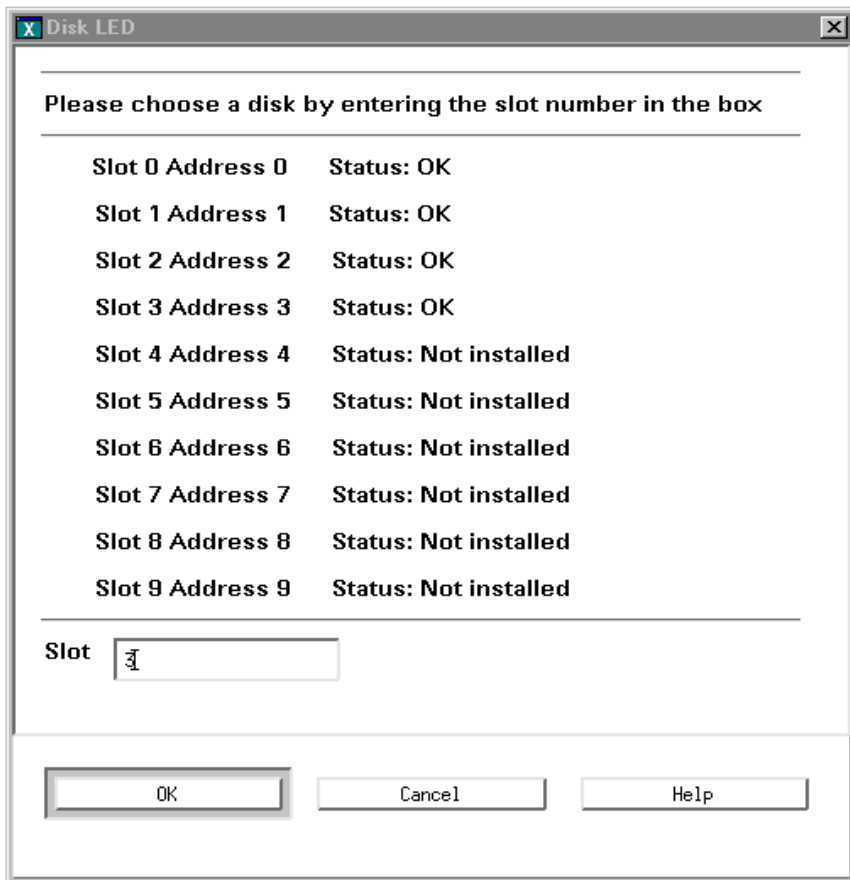 X Disk LED
Please choose a disk by entering the slot number in the box
Slot 0 Address 0 Status: OK
Slot 1 Address 1 Status: OK
Slot 2 Address 2 Status: OK
Slot 3 Address 3 Status: OK
Slot 4 Address 4 Status: Not installed
Slot 5 Address 5 Status: Not installed
Slot 6 Address 6 Status: Not installed
Slot 7 Address 7 Status: Not installed
Slot 8 Address 8 Status: Not installed
Slot 9 Address 9 Status: Not installed
Slot 3
OK Cancel Help